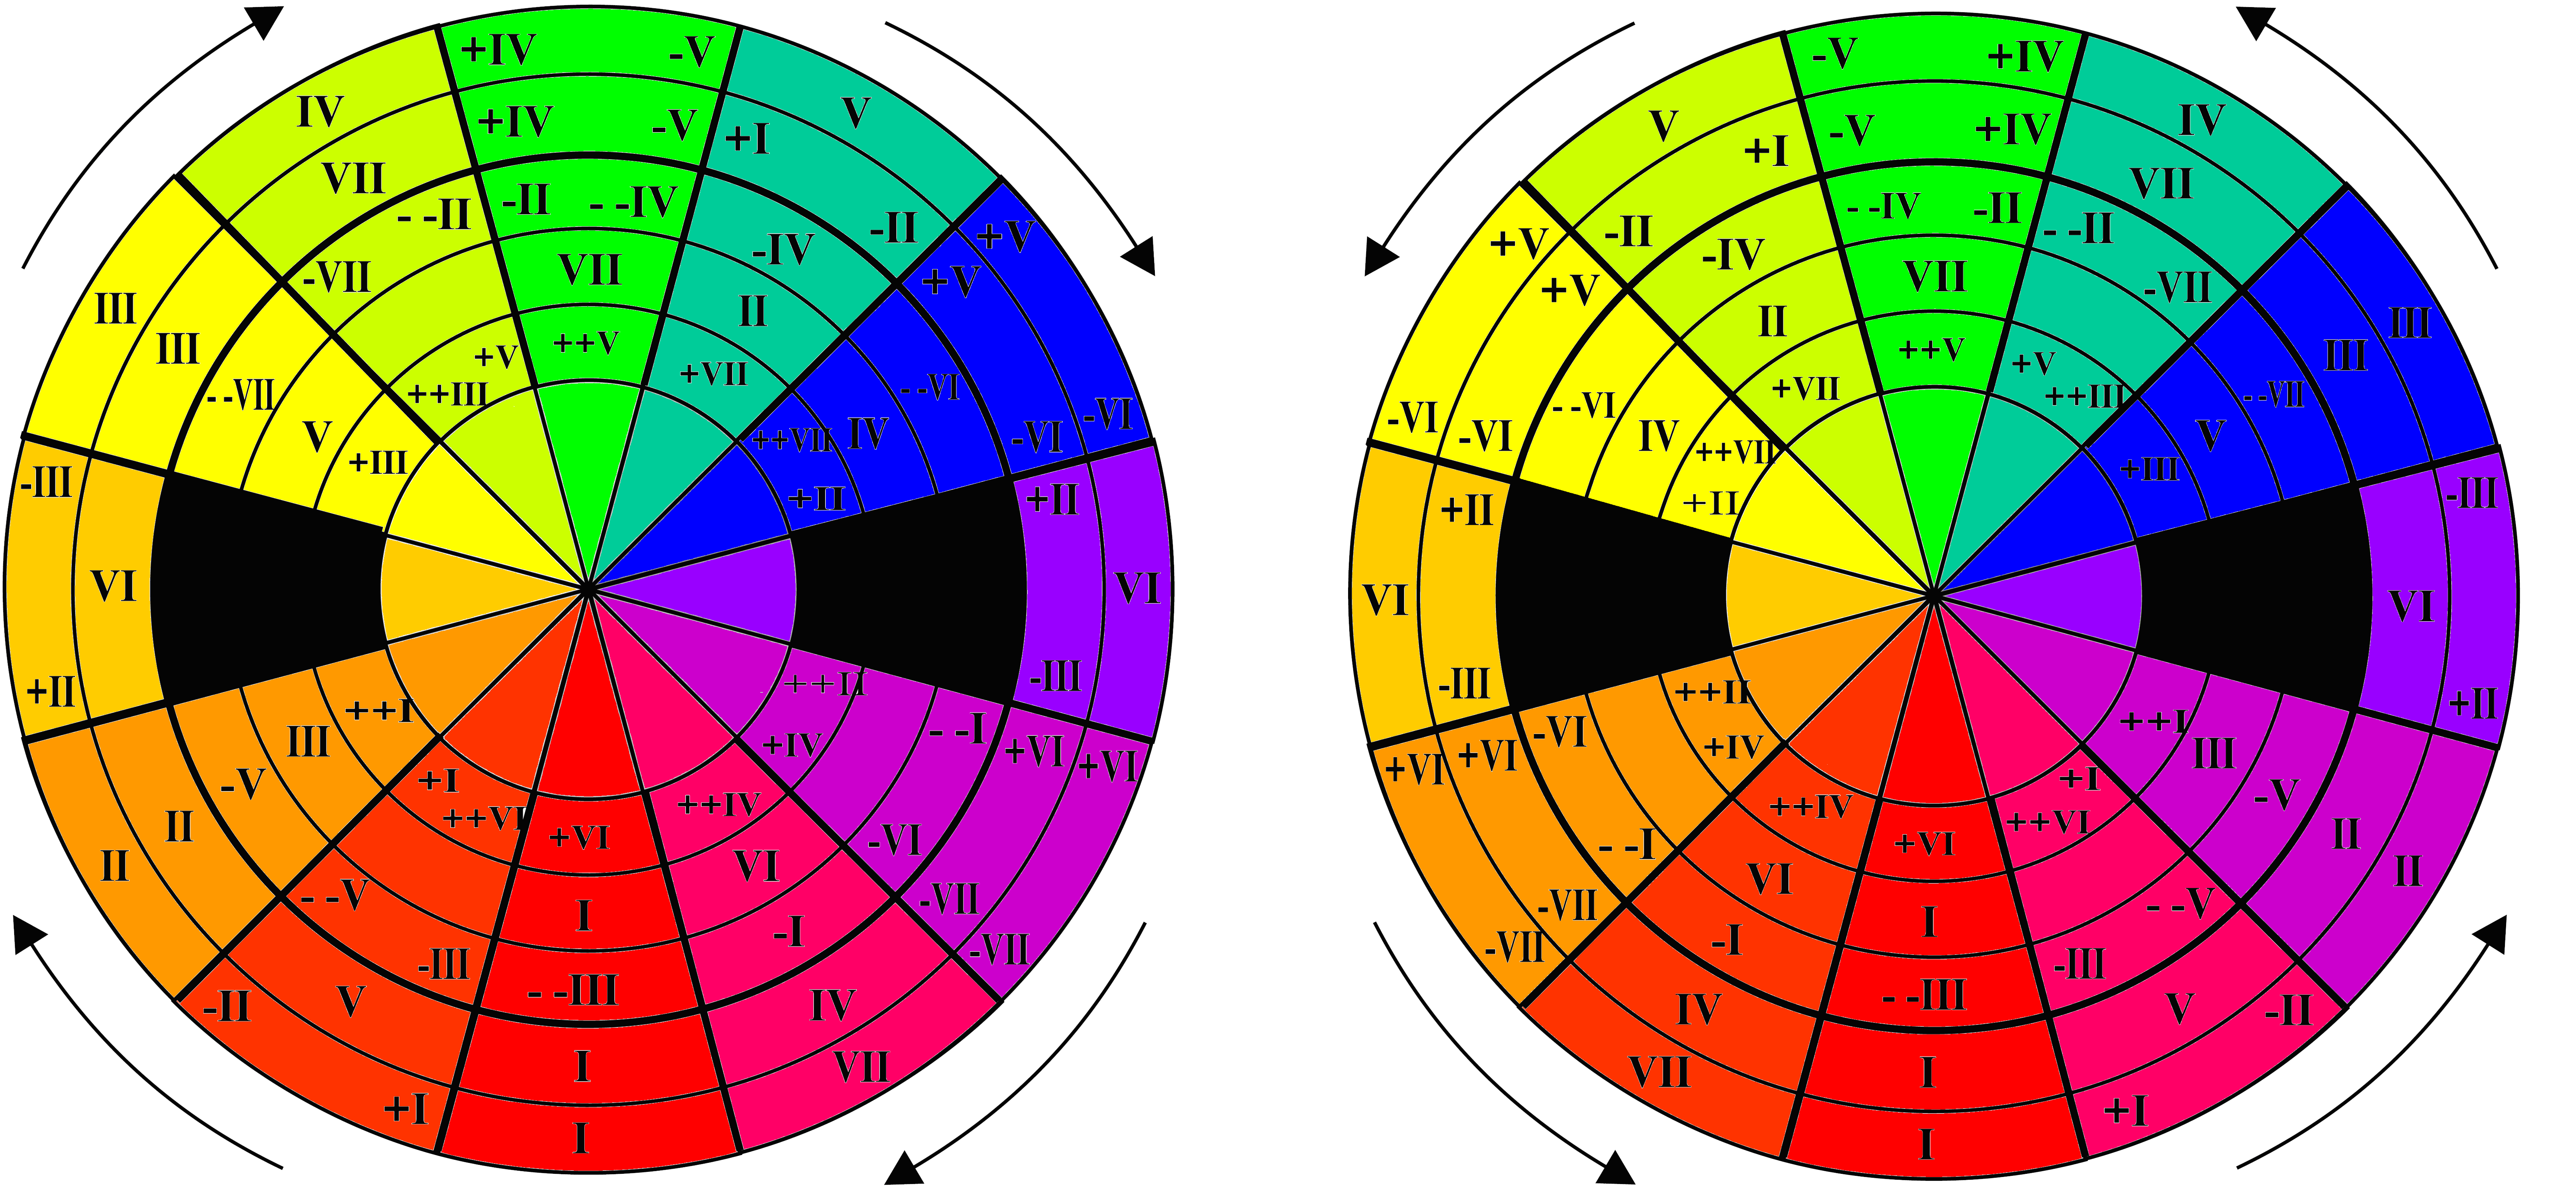 +IV -V
IV V
+IV -V +I
VII
- -II -II - -IV -II +V
-VII VII -IV +V
III II
III +V ++V +VII
- -VII ++III - -VI -VI
V ++VII IV -VI
+III
-III +II +II
VI VI
+II ++II -III
++I - -I
III +IV +VI +VI
-V +I
II ++VI +VI ++IV -VI
II VI
- -V I -I -VII
-III -VII
-II V - -III IV
I VII
+I
I
-V +IV
V IV
+I -V +IV
VII
+V -II - -IV -II - -II
+V -IV VII -VII
II III
+VII ++V +V III
-VI - -VI ++III - -VII
-VI IV ++VII V
+III
+II +II -III
VI VI
-III ++II +II
-VI ++I
+VI +VI +IV III
+I -V
- -I ++IV +VI ++VI II
VI II
-VII I - -V
-VII -I -III
IV - -III V -II
VII I
+I
I